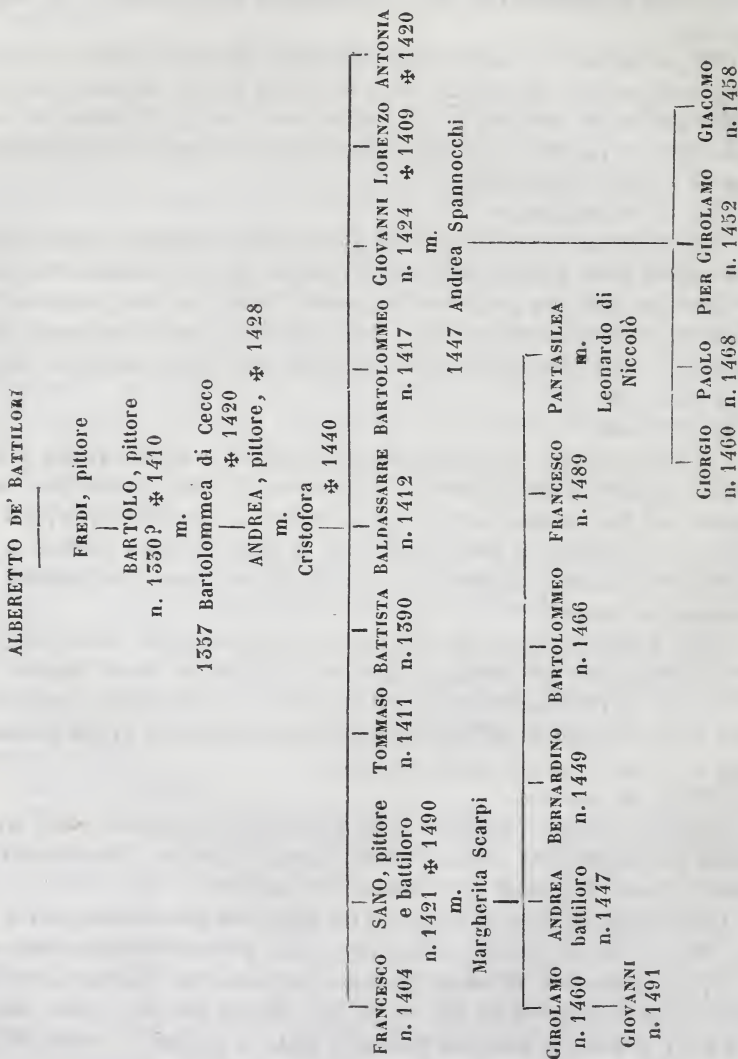 ALBERETTO DE' BATTILORI
FREDI, pittore
BARTOLO, pittore
n. 1330? ✠ 1410
m.
1357 Bartolommea di Cecco
✠ 1420
ANDREA, pittore, ✠ 1428
m.
Cristofora
✠ 1440
FRANCESCO SANO, pittore TOMMASO BATTISTA BALDASSARRE BARTOLOMMEO GIOVANNI LORENZO ANTONIA
n. 1404 e battiloro n. 1411 n. 1390 n. 1412 n. 1417 n. 1424 ✠ 1409 ✠ 1420
n. 1421 ✠ 1490 m.
m. 1447 Andrea Spannocchi
Margherita Scarpi
GIROLAMO ANDREA BERNARDINO BARTOLOMMEO FRANCESCO PANTASILEA
n. 1460 battiloro n. 1449 n. 1466 n. 1489 m.
n. 1447 Leonardo di
Niccolò
GIOVANNI
n. 1491
GIORGIO PAOLO PIER GIROLAMO GIACOMO
n. 1460 n. 1468 n. 1452 n. 1458